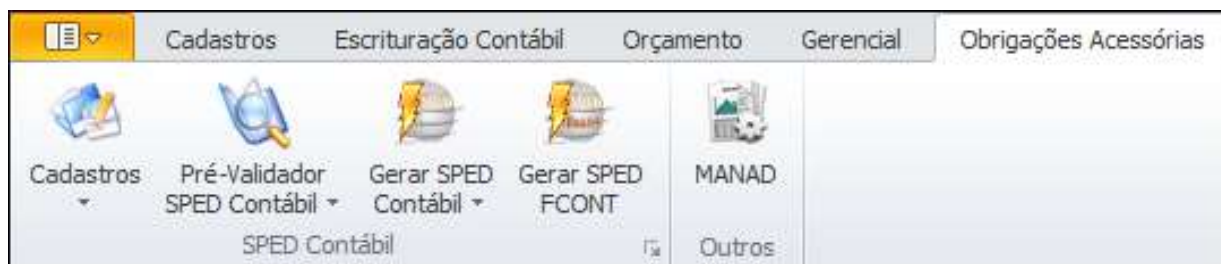 Cadastros Escrituração Contábil Orçamento Gerencial Obrigações Acessórias
Cadastros Pré-Validador Gerar SPED Gerar SPED MANAD
SPED Contábil Contábil FCONT
SPED Contábil Outros